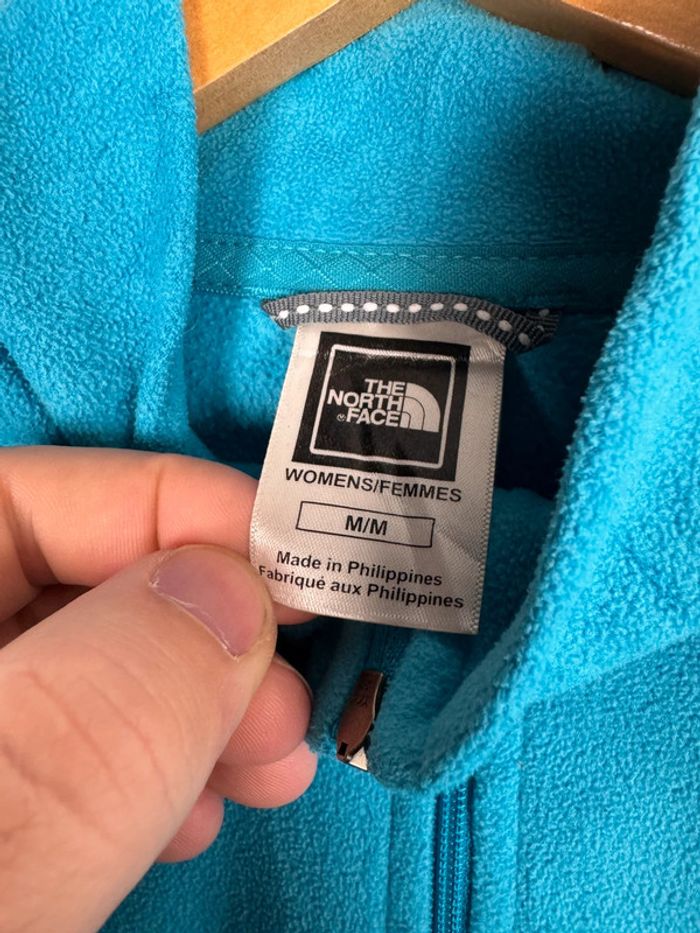 THE
NORTH
FACE
WOMENS/FEMMES
M/M
Made in Philippines
Fabriqué aux Philippines